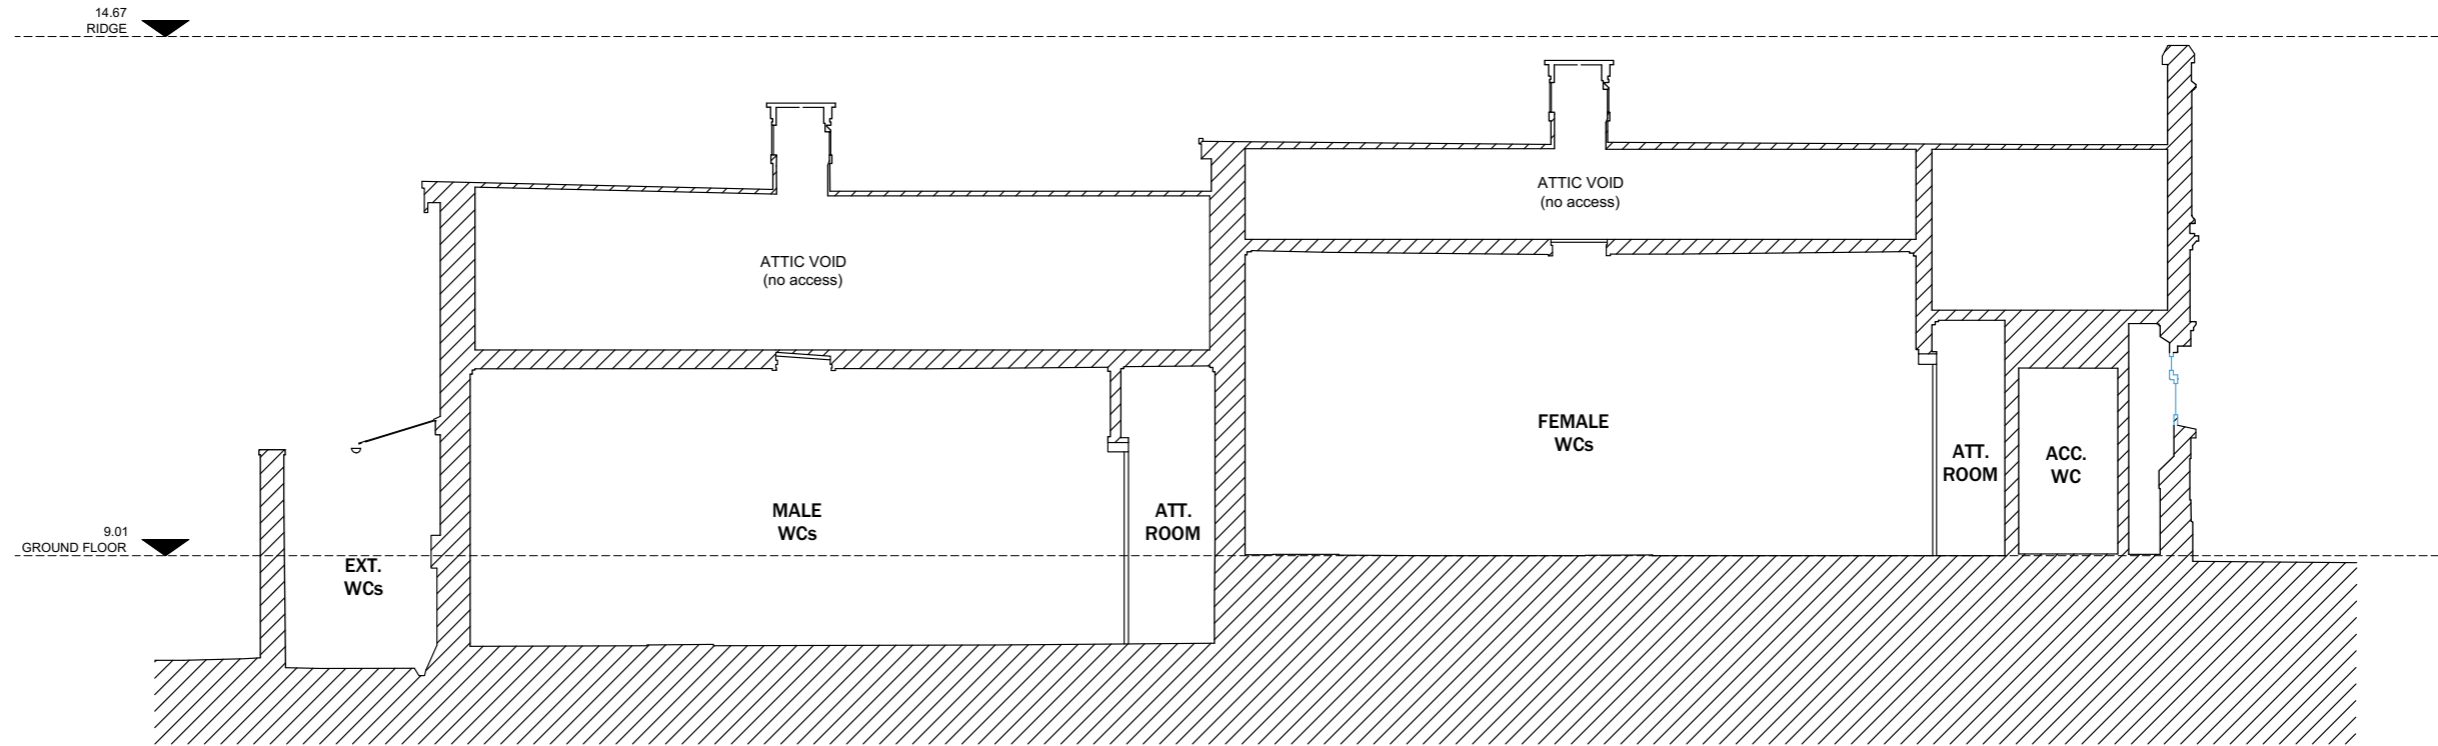 14.67
RIDGE
ATTIC VOID
(no access)
ATTIC VOID
(no access)
FEMALE
WCs
ATT.
ROOM
ACC.
WC
MALE
WCs
ATT.
ROOM
9.01
GROUND FLOOR
EXT.
WCs